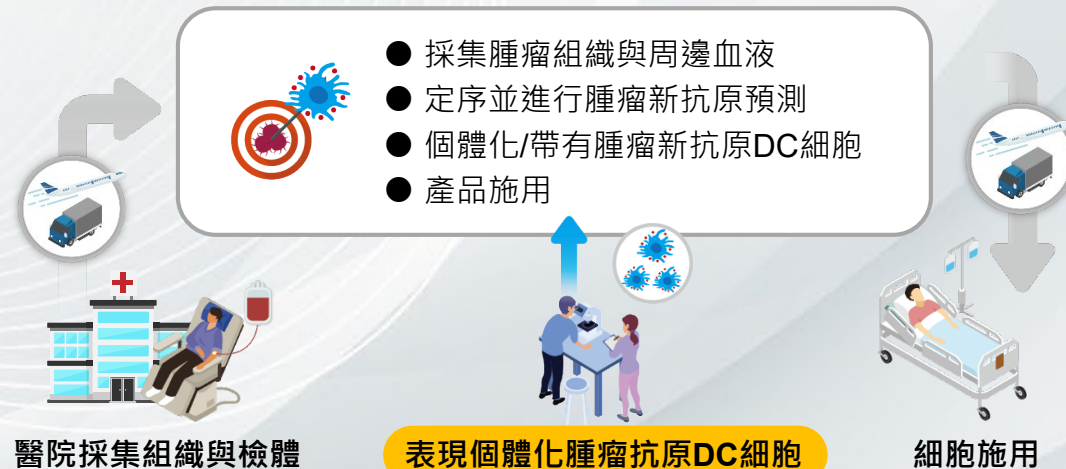 ● 採集腫瘤組織與周邊血液
● 定序並進行腫瘤新抗原預測
● 個體化/帶有腫瘤新抗原DC細胞
● 產品施用
醫院採集組織與檢體
表現個體化腫瘤抗原DC細胞
細胞施用